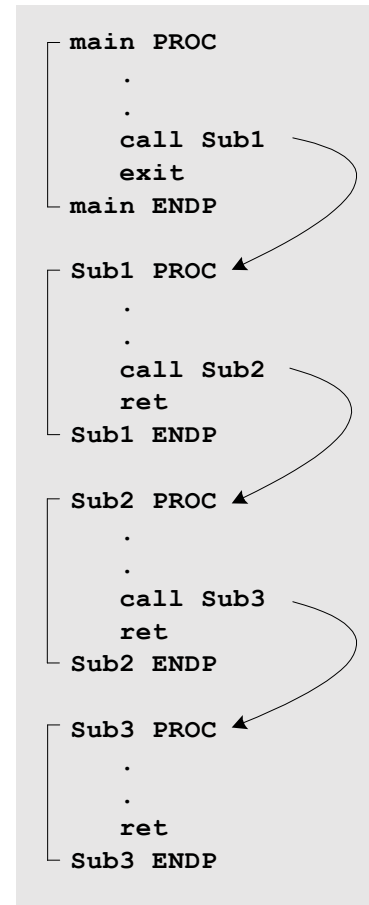 main PROC
.
.
call Sub1
exit
main ENDP
Sub1 PROC
.
.
call Sub2
ret
Sub1 ENDP
Sub2 PROC
.
.
call Sub3
ret
Sub2 ENDP
Sub3 PROC
.
.
ret
Sub3 ENDP